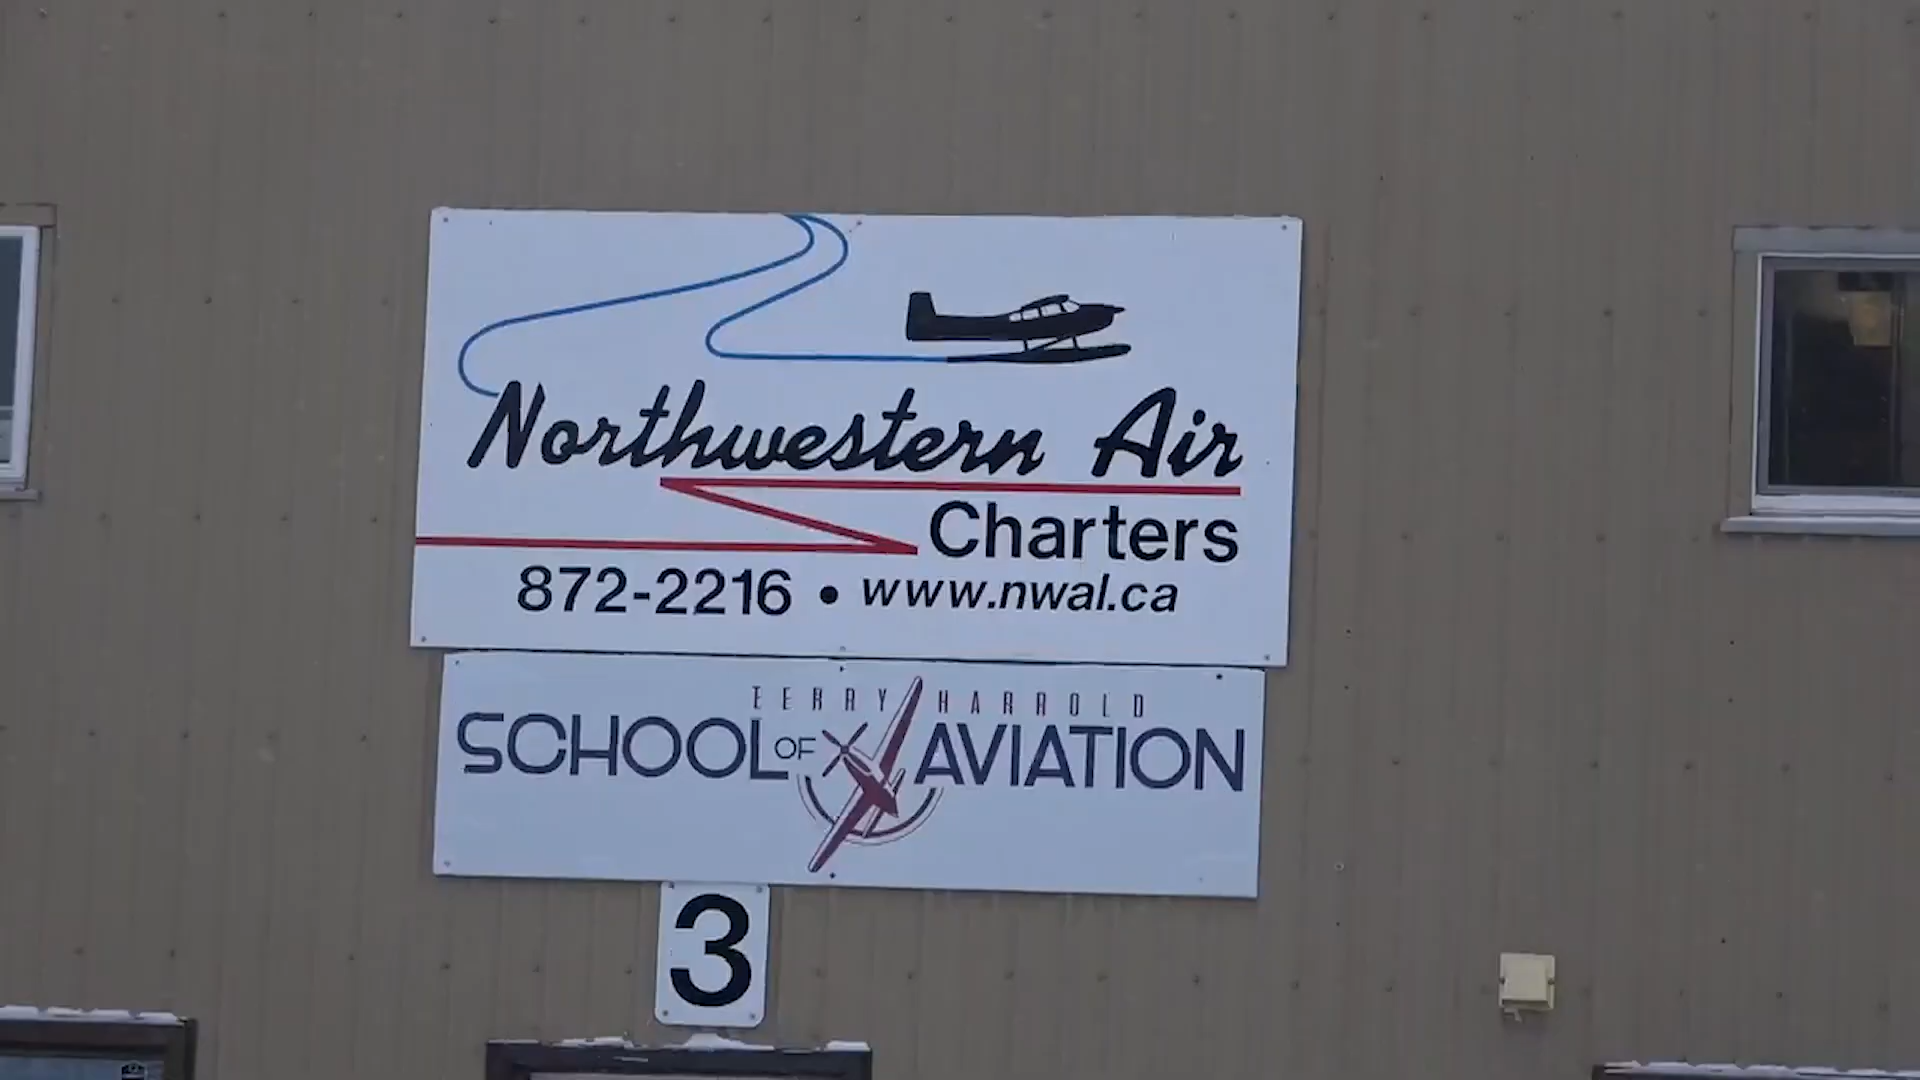 Northwestern Air
Charters
872-2216 • www.nwal.ca
TERRY HARROLD
SCHOOL OF AVIATION
3